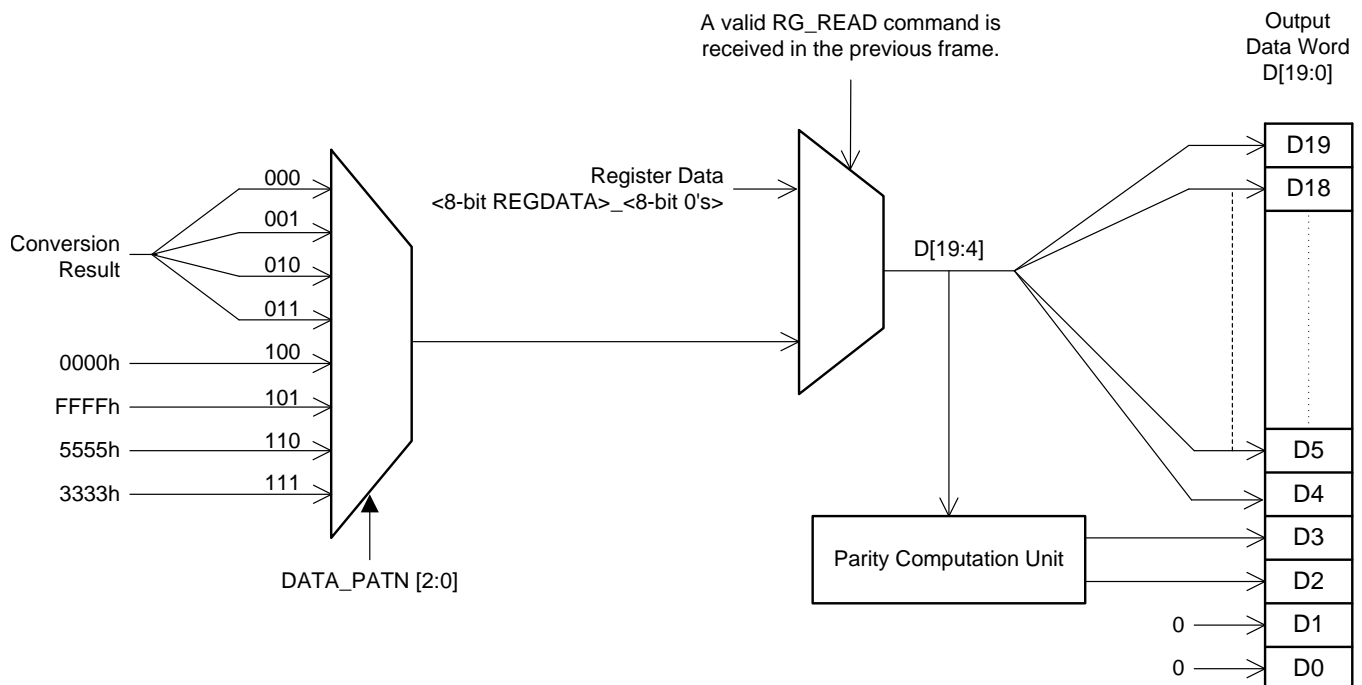 A valid RG_READ command is
received in the previous frame.
Output
Data Word
D[19:0]
Conversion
Result
000
001
010
011
0000h
100
FFFFh
101
5555h
110
3333h
111
DATA_PATN [2:0]
Register Data
<8-bit REGDATA>_<8-bit 0's>
D[19:4]
Parity Computation Unit
D19
D18
D5
D4
D3
D2
0
D1
0
D0